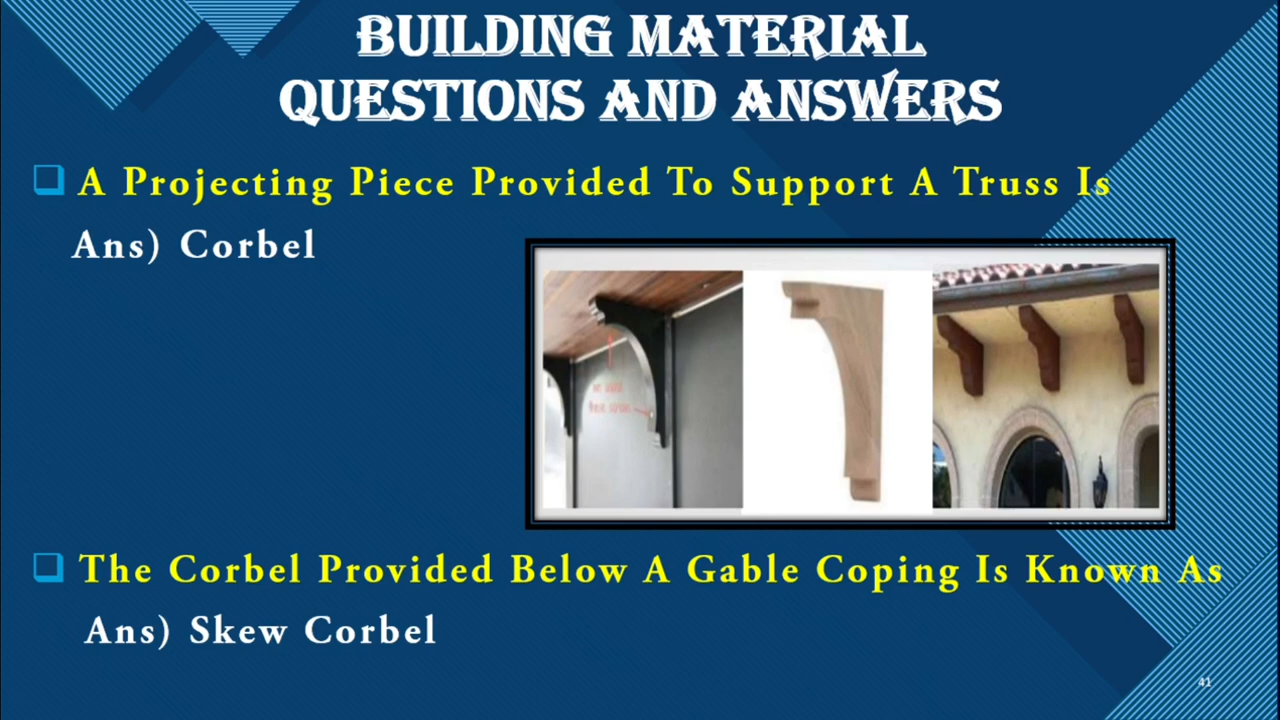 BUILDING MATERIAL
QUESTIONS AND ANSWERS
A Projecting Piece Provided To Support A Truss Is
Ans) Corbel
The Corbel Provided Below A Gable Coping Is Known As
Ans) Skew Corbel
41